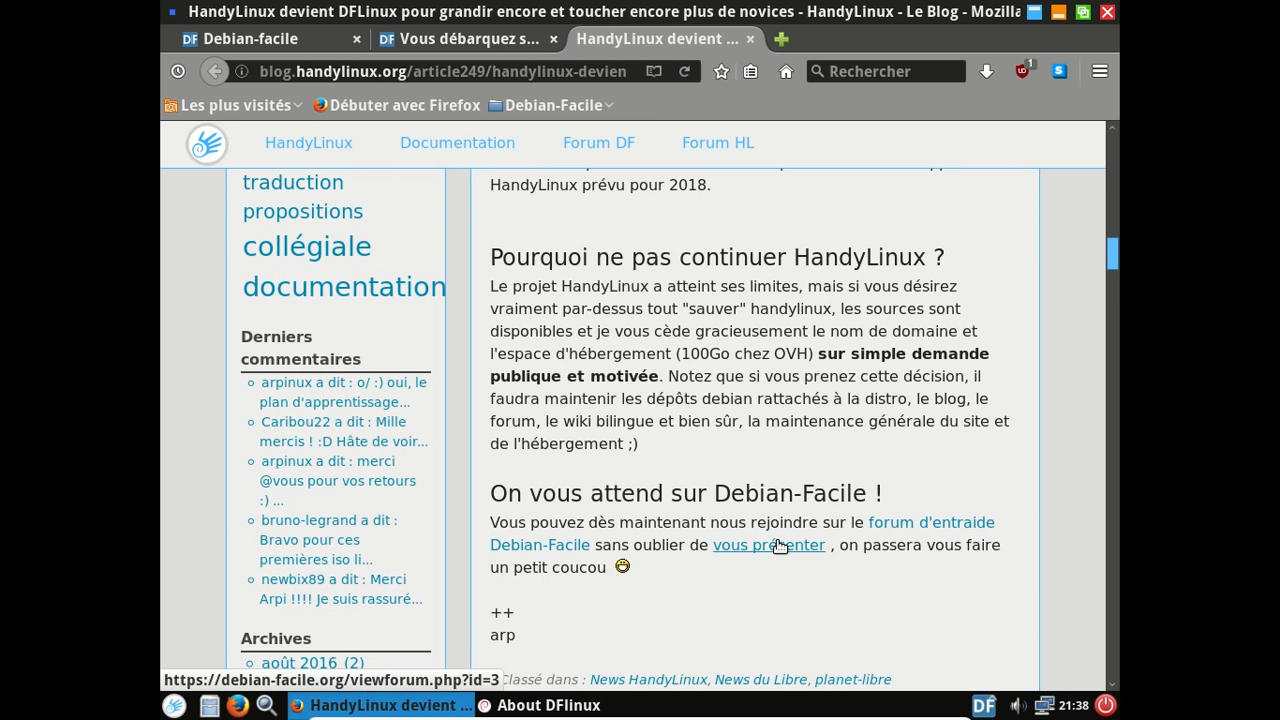 HandyLinux devient DFLinux pour grandir encore et toucher encore plus de novices - HandyLinux - Le Blog - Mozilla
DF Debian-facile
DF Vous débarquez s...
HandyLinux devient ...
blog.handylinux.org/article249/handylinux-devien
Rechercher
1
S
Les plus visités
Débuter avec Firefox
Debian-Facile
HandyLinux
Documentation
Forum DF
Forum HL
traduction
propositions
collégiale
documentation
Derniers
commentaires
arpinux a dit : o/ :) oui, le
plan d'apprentissage...
Caribou22 a dit : Mille
mercis ! :D Hâte de voir...
arpinux a dit : merci
@vous pour vos retours
:) ...
bruno-legrand a dit :
Bravo pour ces
premières iso li...
newbix89 a dit : Merci
Arpi !!!! Je suis rassuré...
Archives
août 2016 (2)
HandyLinux prévu pour 2018.
Pourquoi ne pas continuer HandyLinux ?
Le projet HandyLinux a atteint ses limites, mais si vous désirez
vraiment par-dessus tout "sauver" handylinux, les sources sont
disponibles et je vous cède gracieusement le nom de domaine et
l'espace d'hébergement (100Go chez OVH) sur simple demande
publique et motivée. Notez que si vous prenez cette décision, il
faudra maintenir les dépôts debian rattachés à la distro, le blog, le
forum, le wiki bilingue et bien sûr, la maintenance générale du site et
de l'hébergement ;)
On vous attend sur Debian-Facile !
Vous pouvez dès maintenant nous rejoindre sur le forum d'entraide
Debian-Facile sans oublier de vous présenter , on passera vous faire
un petit coucou
++
arp
Classé dans : News HandyLinux, News du Libre, planet-libre
https://debian-facile.org/viewforum.php?id=3
HandyLinux devient ...
About DFlinux
DF
21:38